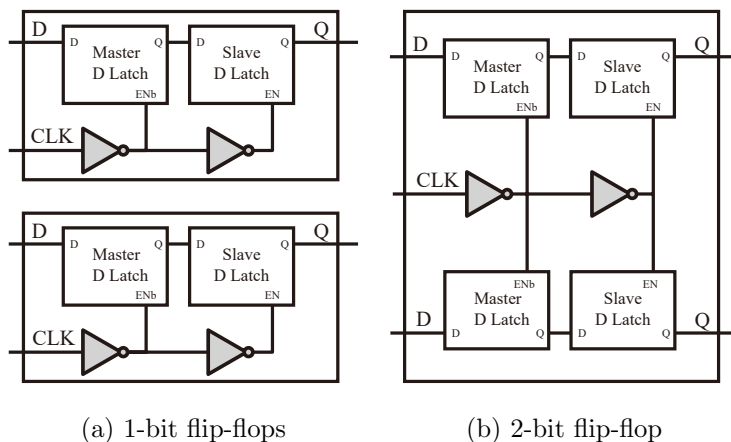 D
D
Master
D Latch
Q
ENb
D
Slave
D Latch
Q
EN
Q
CLK
D
D
Master
D Latch
Q
ENb
D
Slave
D Latch
Q
EN
Q
CLK
(a) 1-bit flip-flops
D
D
Master
D Latch
Q
ENb
D
Slave
D Latch
Q
EN
Q
CLK
D
D
Master
D Latch
ENb
Q
D
Slave
D Latch
EN
Q
Q
(b) 2-bit flip-flop